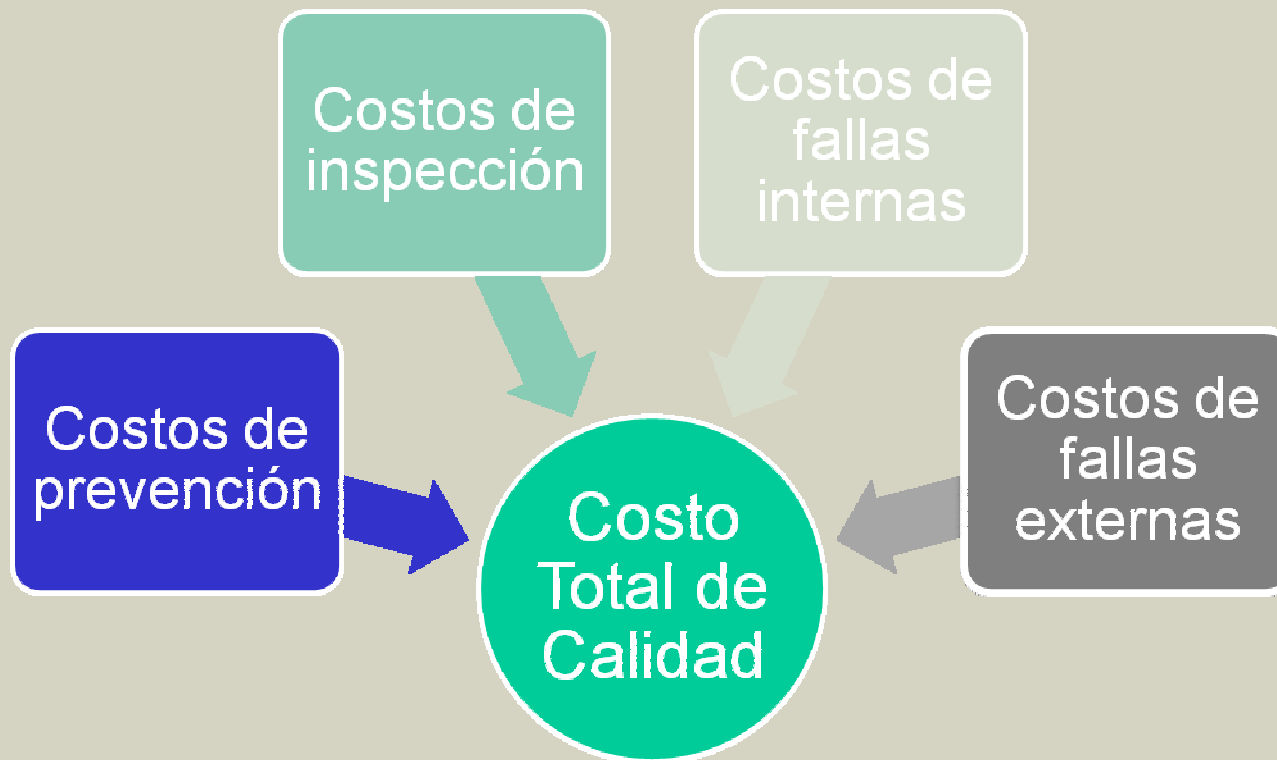 Costos de
inspección
Costos de
fallas
internas
Costos de
prevención
Costos de
fallas
externas
Costo
Total de
Calidad